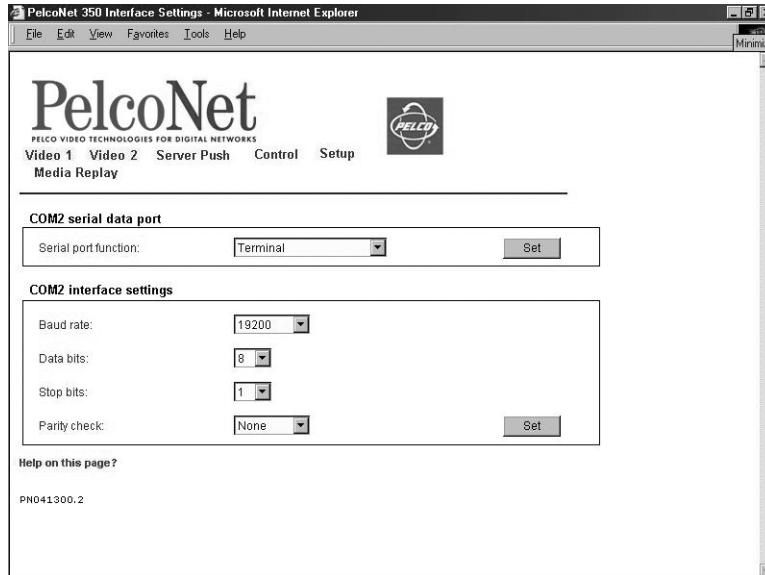 PelcoNet 350 Interface Settings - Microsoft Internet Explorer
File Edit View Favorites Tools Help
PelcoNet
PELCO VIDEO TECHNOLOGIES FOR DIGITAL NETWORKS
PELCO
Video 1 Video 2 Server Push Control Setup
Media Replay
COM2 serial data port
Serial port function: Terminal Set
COM2 interface settings
Baud rate: 19200
Data bits: 8
Stop bits: 1
Parity check: None Set
Help on this page?
PN041300.2